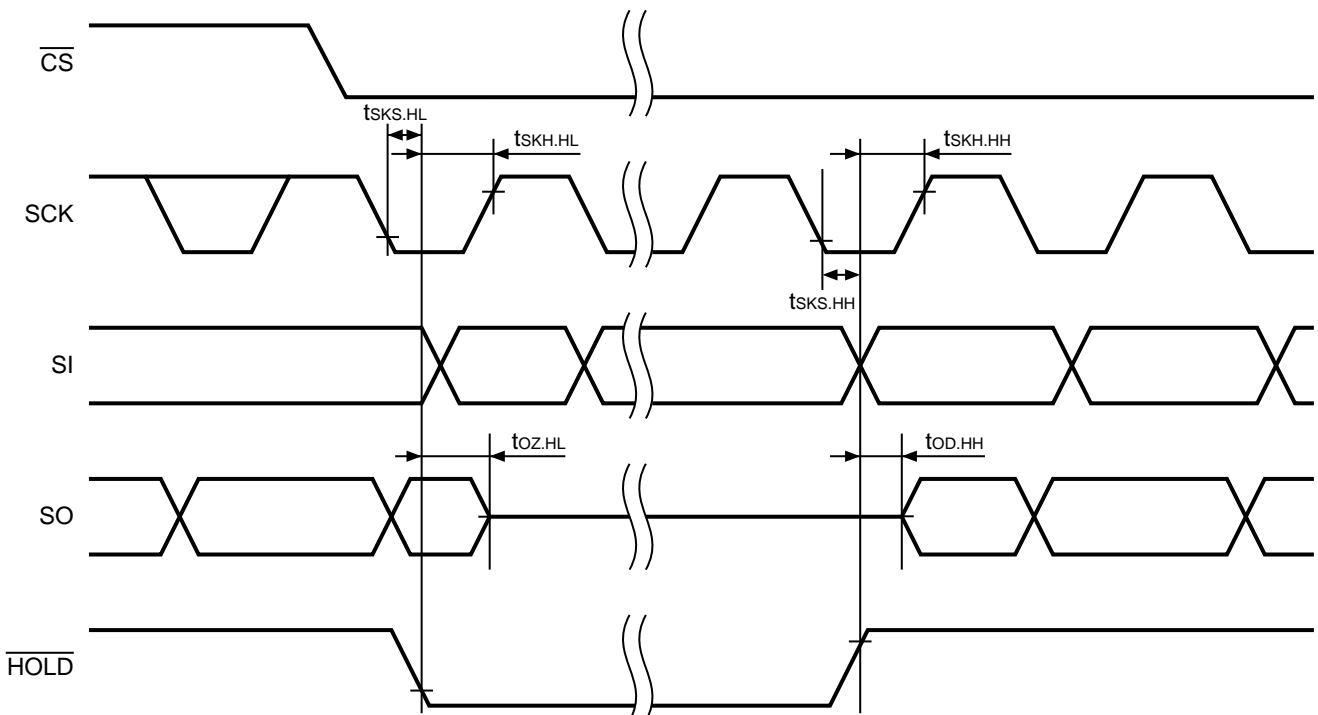 CS
tSKS.HL
tSKH.HL
tSKH.HH
SCK
tSKS.HH
SI
tOZ.HL
tOD.HH
SO
HOLD